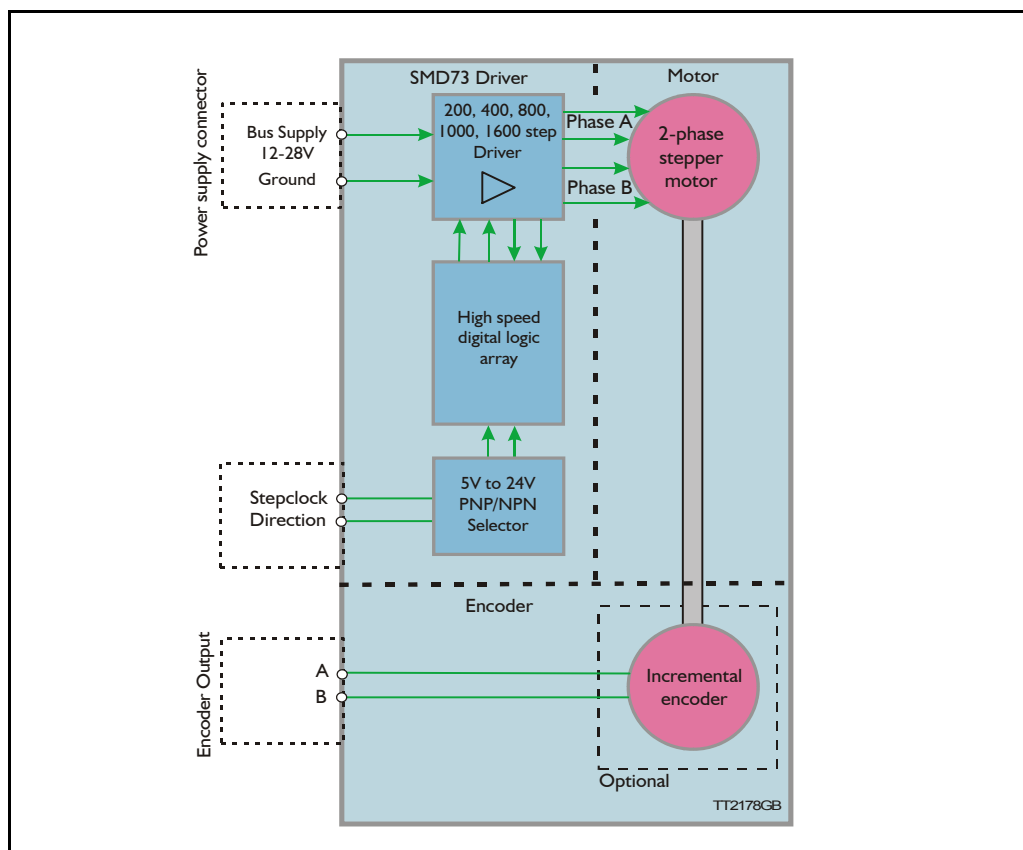 SMD73 Driver
Motor
Power supply connector
Bus Supply
12-28V
Ground
200, 400, 800,
1000, 1600 step
Driver
Phase A
Phase B
2-phase
stepper
motor
High speed
digital logic
array
Stepclock
Direction
5V to 24V
PNP/NPN
Selector
Encoder
Encoder Output
A
B
Incremental
encoder
Optional
TT2178GB